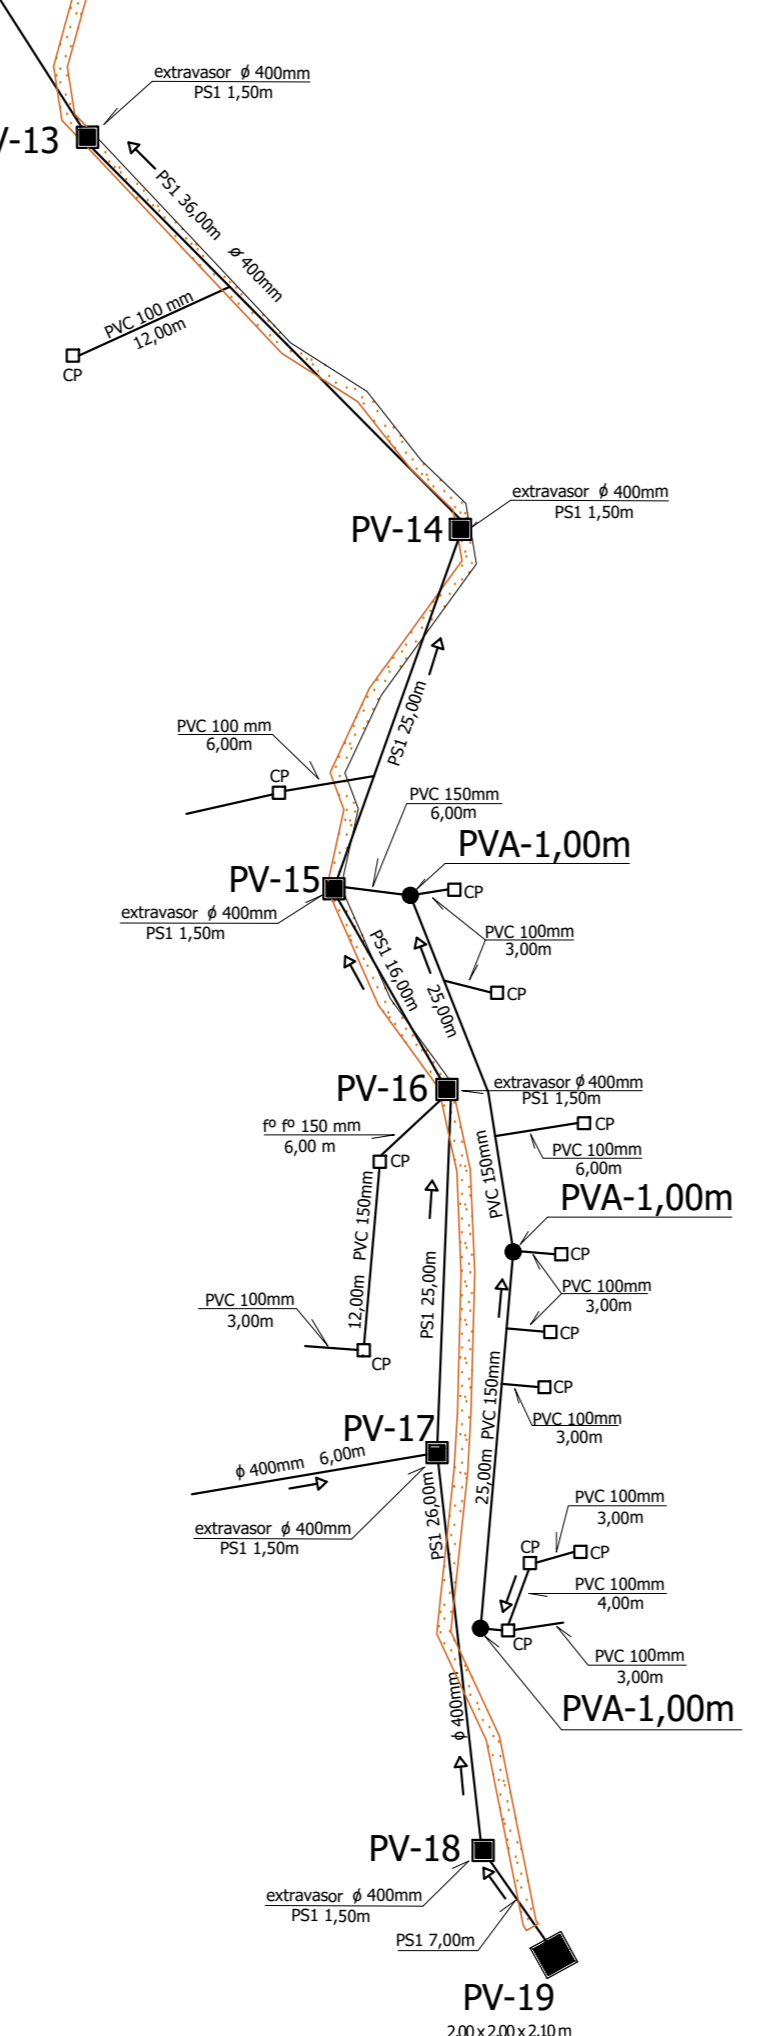 extravasor ϕ 400mm
PS1 1,50m
V-13
PS1 36,00m ϕ 400mm
PVC 100 mm
12,00m
CP
extravasor ϕ 400mm
PS1 1,50m
PV-14
PS1 25,00m
PVC 100 mm
6,00m
CP
PVC 150mm
6,00m
PVA-1,00m
PV-15
CP
extravasor ϕ 400mm
PS1 1,50m
PVC 100mm
3,00m
PS1 16,00m
25,00m
CP
PV-16
extravasor ϕ 400mm
PS1 1,50m
fº fº 150 mm
6,00 m
CP
CP
PVC 100mm
6,00m
PVC 150mm
PVA-1,00m
12,00m PVC 150mm
CP
PS1 25,00m
PVC 100mm
3,00m
PVC 100mm
3,00m
CP
CP
CP
PVC 100mm
3,00m
25,00m PVC 150mm
PV-17
ϕ 400mm 6,00m
PS1 26,00m
extravasor ϕ 400mm
PS1 1,50m
PVC 100mm
3,00m
CP
CP
PVC 100mm
4,00m
CP
PVC 100mm
3,00m
PVA-1,00m
ϕ 400mm
PV-18
extravasor ϕ 400mm
PS1 1,50m
PS1 7,00m
PV-19
2,00 x 2,00 x 2,10 m